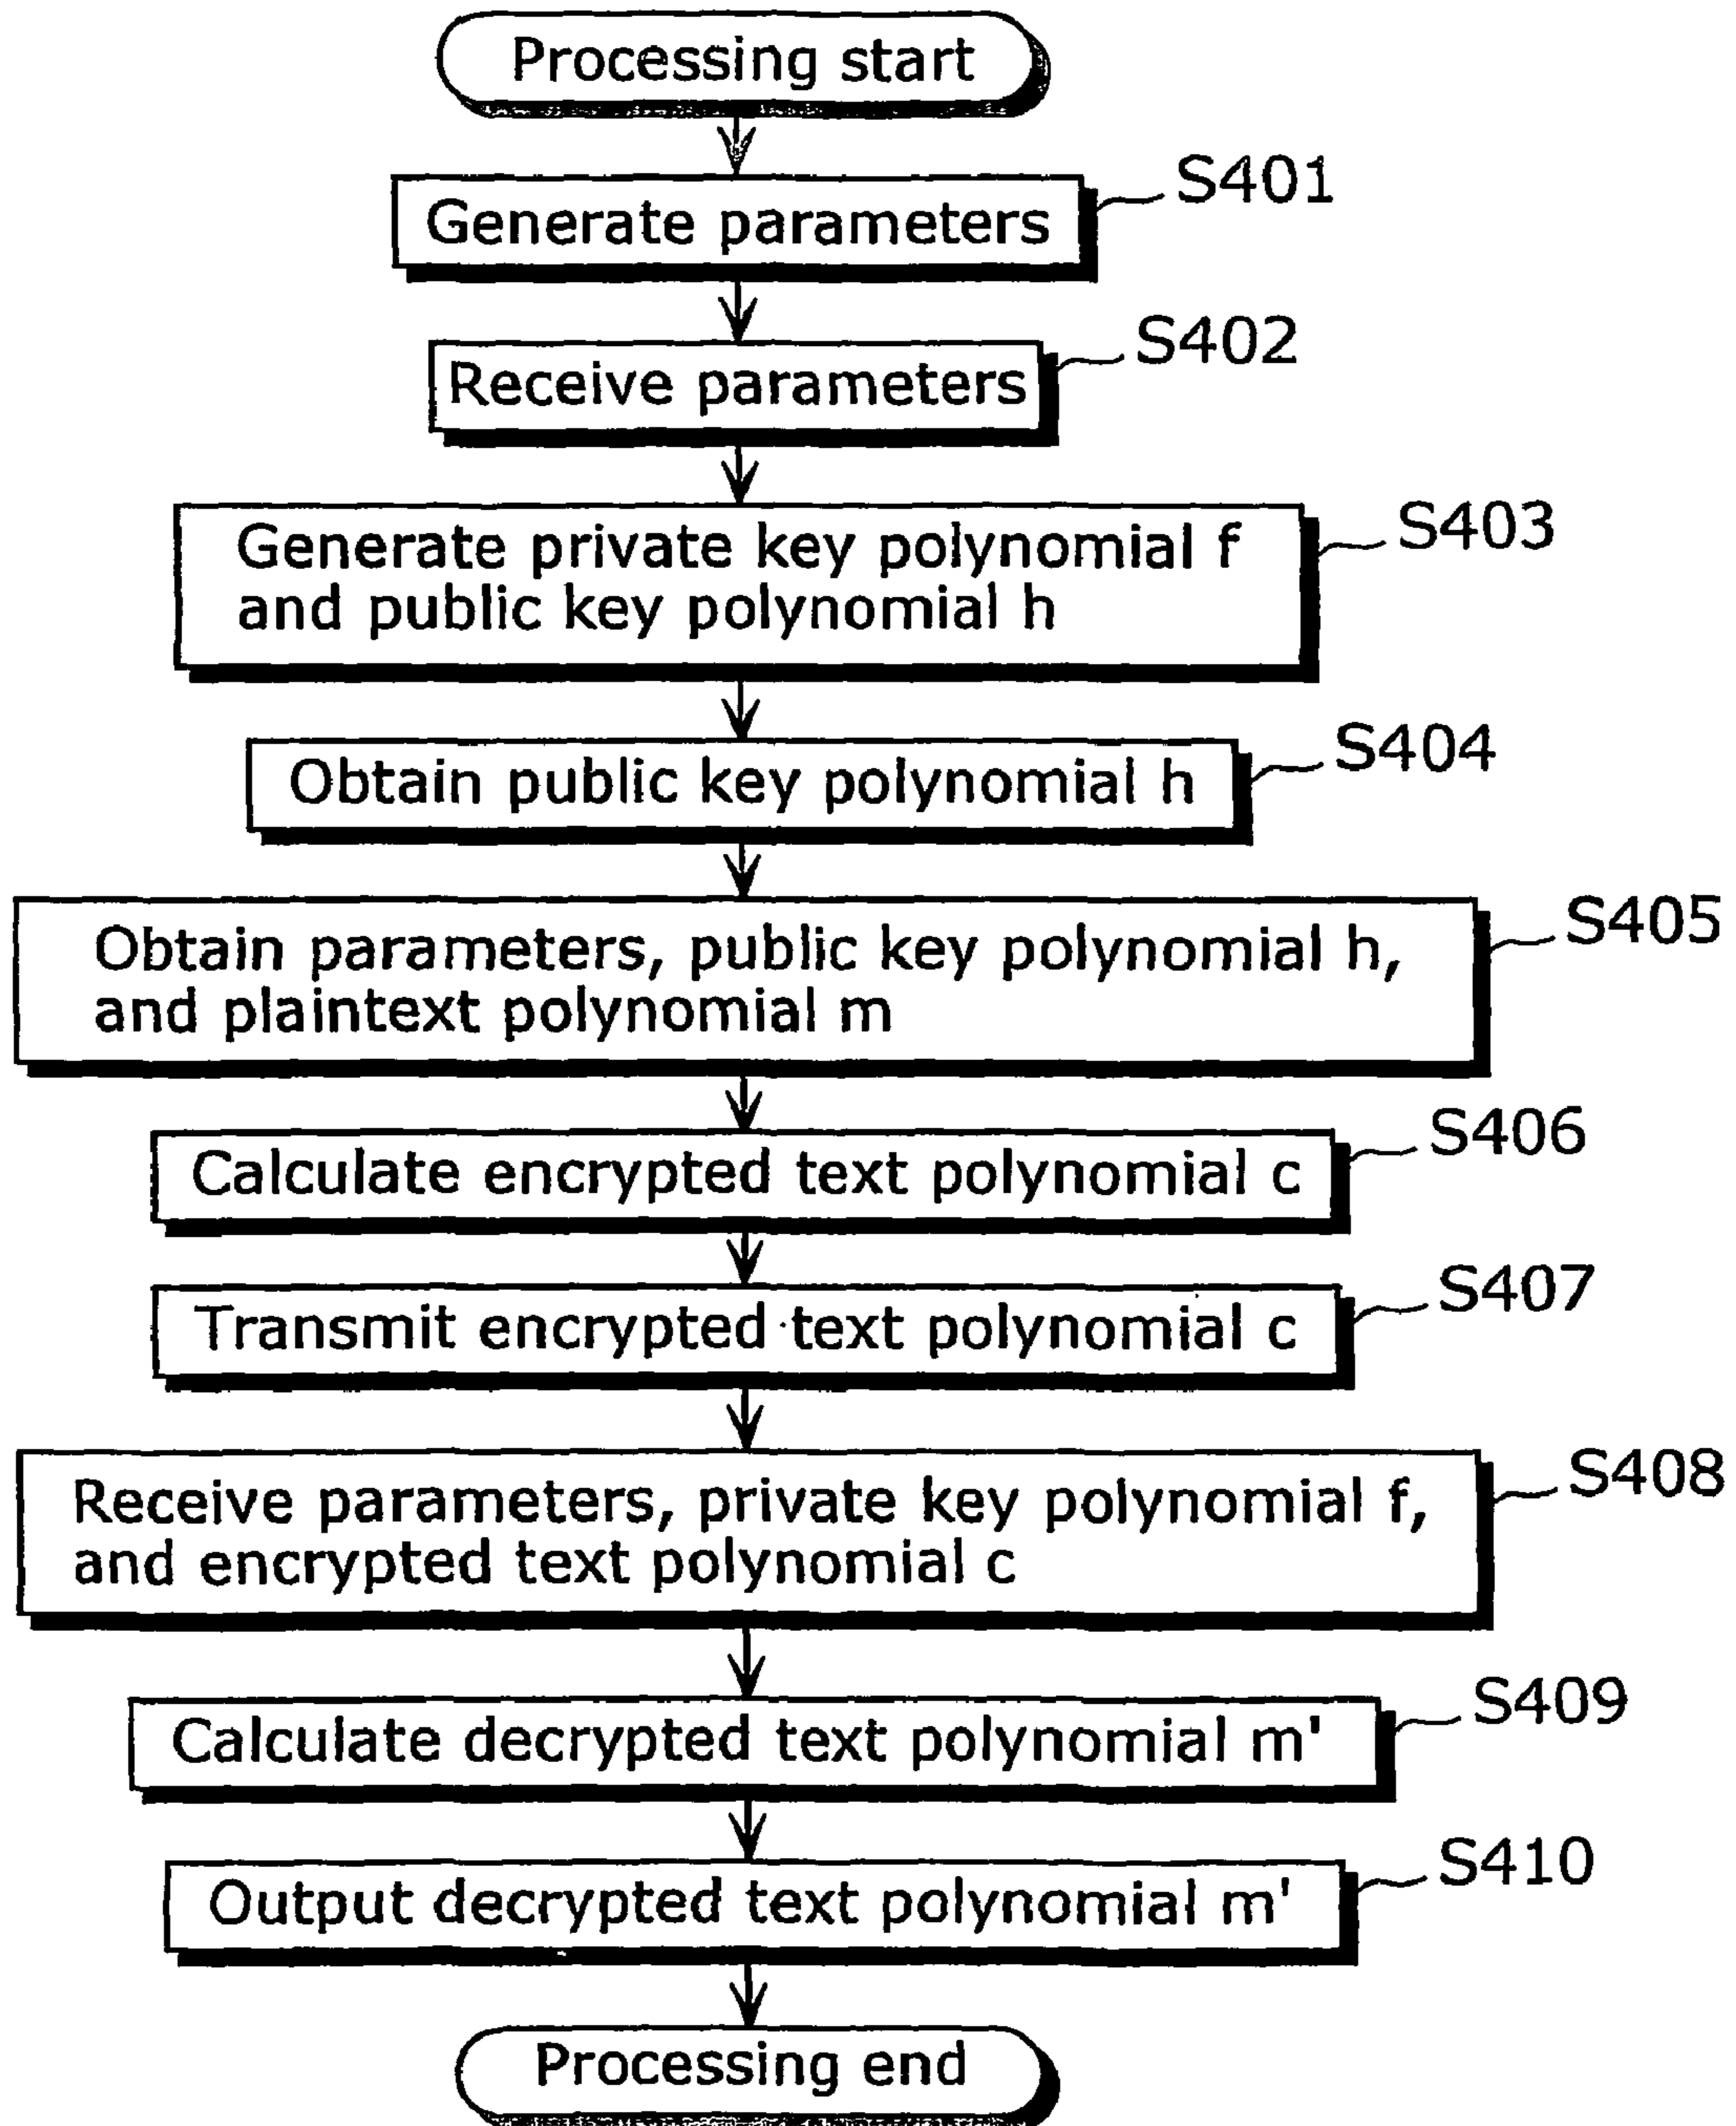 Processing start
S401
Generate parameters
S402
Receive parameters
S403
Generate private key polynomial f
and public key polynomial h
S404
Obtain public key polynomial h
S405
Obtain parameters, public key polynomial h,
and plaintext polynomial m
S406
Calculate encrypted text polynomial c
S407
Transmit encrypted text polynomial c
S408
Receive parameters, private key polynomial f,
and encrypted text polynomial c
S409
Calculate decrypted text polynomial m'
S410
Output decrypted text polynomial m'
Processing end